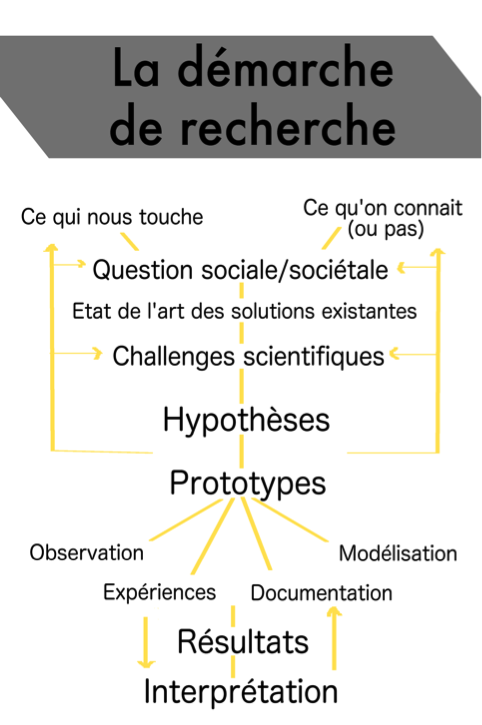 La démarche
de recherche
Ce qui nous touche
Ce qu'on connait
(ou pas)
Question sociale/sociétale
Etat de l'art des solutions existantes
Challenges scientifiques
Hypothèses
Prototypes
Observation
Modélisation
Expériences
Documentation
Résultats
Interprétation